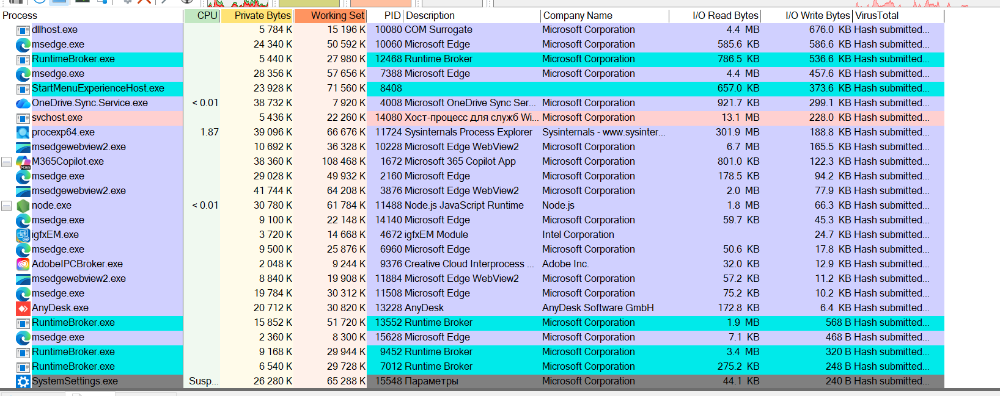 Process CPU Private Bytes Working Set PID Description Company Name I/O Read Bytes I/O Write Bytes VirusTotal
dllhost.exe 5 784 K 15 196 K 10080 COM Surrogate Microsoft Corporation 4.4 MB 676.0 KB Hash submitted...
msedge.exe 24 340 K 50 592 K 10060 Microsoft Edge Microsoft Corporation 585.6 KB 586.6 KB Hash submitted...
RuntimeBroker.exe 5 440 K 27 980 K 12468 Runtime Broker Microsoft Corporation 786.5 KB 536.6 KB Hash submitted...
msedge.exe 28 356 K 57 656 K 7388 Microsoft Edge Microsoft Corporation 4.4 MB 457.6 KB Hash submitted...
StartMenuExperienceHost.exe 23 928 K 71 560 K 8408 657.0 KB 373.6 KB Hash submitted...
OneDrive.Sync.Service.exe < 0.01 38 732 K 7 920 K 4008 Microsoft OneDrive Sync Ser... Microsoft Corporation 921.7 KB 299.1 KB Hash submitted...
svchost.exe 5 436 K 22 260 K 14080 Хост-процесс для служб Wi... Microsoft Corporation 13.1 MB 228.0 KB Hash submitted...
procexp64.exe 1.87 39 096 K 66 676 K 11724 Sysinternals Process Explorer Sysinternals - www.sysinter... 301.9 MB 188.8 KB Hash submitted...
msedgewebview2.exe 10 692 K 36 328 K 10228 Microsoft Edge WebView2 Microsoft Corporation 6.7 MB 165.5 KB Hash submitted...
M365Copilot.exe 38 360 K 108 468 K 1672 Microsoft 365 Copilot App Microsoft Corporation 801.0 KB 122.3 KB Hash submitted...
msedge.exe 29 028 K 49 932 K 2160 Microsoft Edge Microsoft Corporation 178.5 KB 94.2 KB Hash submitted...
msedgewebview2.exe 41 744 K 64 208 K 3876 Microsoft Edge WebView2 Microsoft Corporation 2.0 MB 77.9 KB Hash submitted...
node.exe < 0.01 30 780 K 61 784 K 11488 Node.js JavaScript Runtime Node.js 1.8 MB 66.3 KB Hash submitted...
msedge.exe 9 100 K 22 148 K 14140 Microsoft Edge Microsoft Corporation 59.7 KB 45.3 KB Hash submitted...
igfxEM.exe 3 720 K 14 668 K 4672 igfxEM Module Intel Corporation 24.7 KB Hash submitted...
msedge.exe 9 500 K 25 876 K 6960 Microsoft Edge Microsoft Corporation 50.6 KB 17.8 KB Hash submitted...
AdobeIPCBroker.exe 2 048 K 9 244 K 9376 Creative Cloud Interprocess ... Adobe Inc. 32.0 KB 12.9 KB Hash submitted...
msedgewebview2.exe 8 840 K 19 908 K 11884 Microsoft Edge WebView2 Microsoft Corporation 57.2 KB 11.2 KB Hash submitted...
msedge.exe 19 784 K 30 312 K 11508 Microsoft Edge Microsoft Corporation 75.2 KB 10.2 KB Hash submitted...
AnyDesk.exe 20 712 K 30 820 K 13228 AnyDesk AnyDesk Software GmbH 172.8 KB 6.4 KB Hash submitted...
RuntimeBroker.exe 15 852 K 51 720 K 13552 Runtime Broker Microsoft Corporation 1.9 MB 568 B Hash submitted...
msedge.exe 2 360 K 8 300 K 15628 Microsoft Edge Microsoft Corporation 7.1 KB 468 B Hash submitted...
RuntimeBroker.exe 9 168 K 29 944 K 9452 Runtime Broker Microsoft Corporation 3.4 MB 320 B Hash submitted...
RuntimeBroker.exe 6 540 K 29 728 K 7012 Runtime Broker Microsoft Corporation 275.2 KB 248 B Hash submitted...
SystemSettings.exe Susp... 26 280 K 65 288 K 15548 Параметры Microsoft Corporation 44.1 KB 240 B Hash submitted...